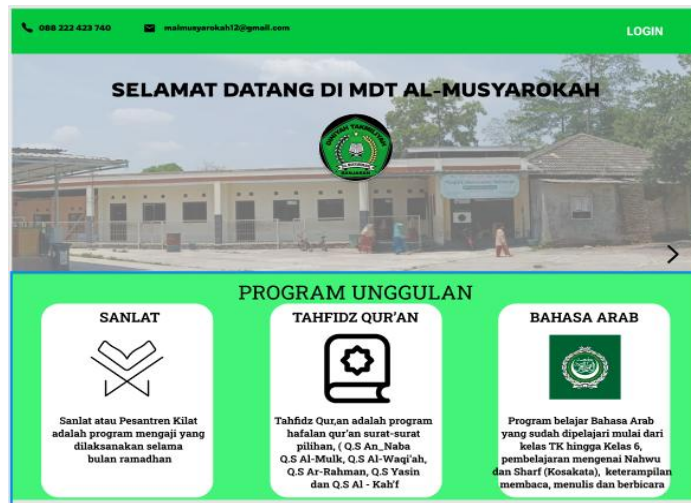 088 222 423 740
maimusyarokah12@gmail.com
LOGIN
SELAMAT DATANG DI MDT AL-MUSYAROKAH
PROGRAM UNGGULAN
SANLAT
Sanlat atau Pesantren Kilat
adalah program mengaji yang
dilaksanakan selama
bulan ramadhan
TAHFIDZ QUR'AN
Tahfidz Qur,an adalah program
hafalan qur'an surat-surat
pilihan, ( Q.S An_Naba
Q.S Al-Mulk, Q.S Al-Waqi'ah,
Q.S Ar-Rahman, Q.S Yasin
dan Q.S Al - Kah'f
BAHASA ARAB
Program belajar Bahasa Arab
yang sudah dipelajari mulai dari
kelas TK hingga Kelas 6,
pembelajaran mengenai Nahwu
dan Sharf (Kosakata), keterampilan
membaca, menulis dan berbicara